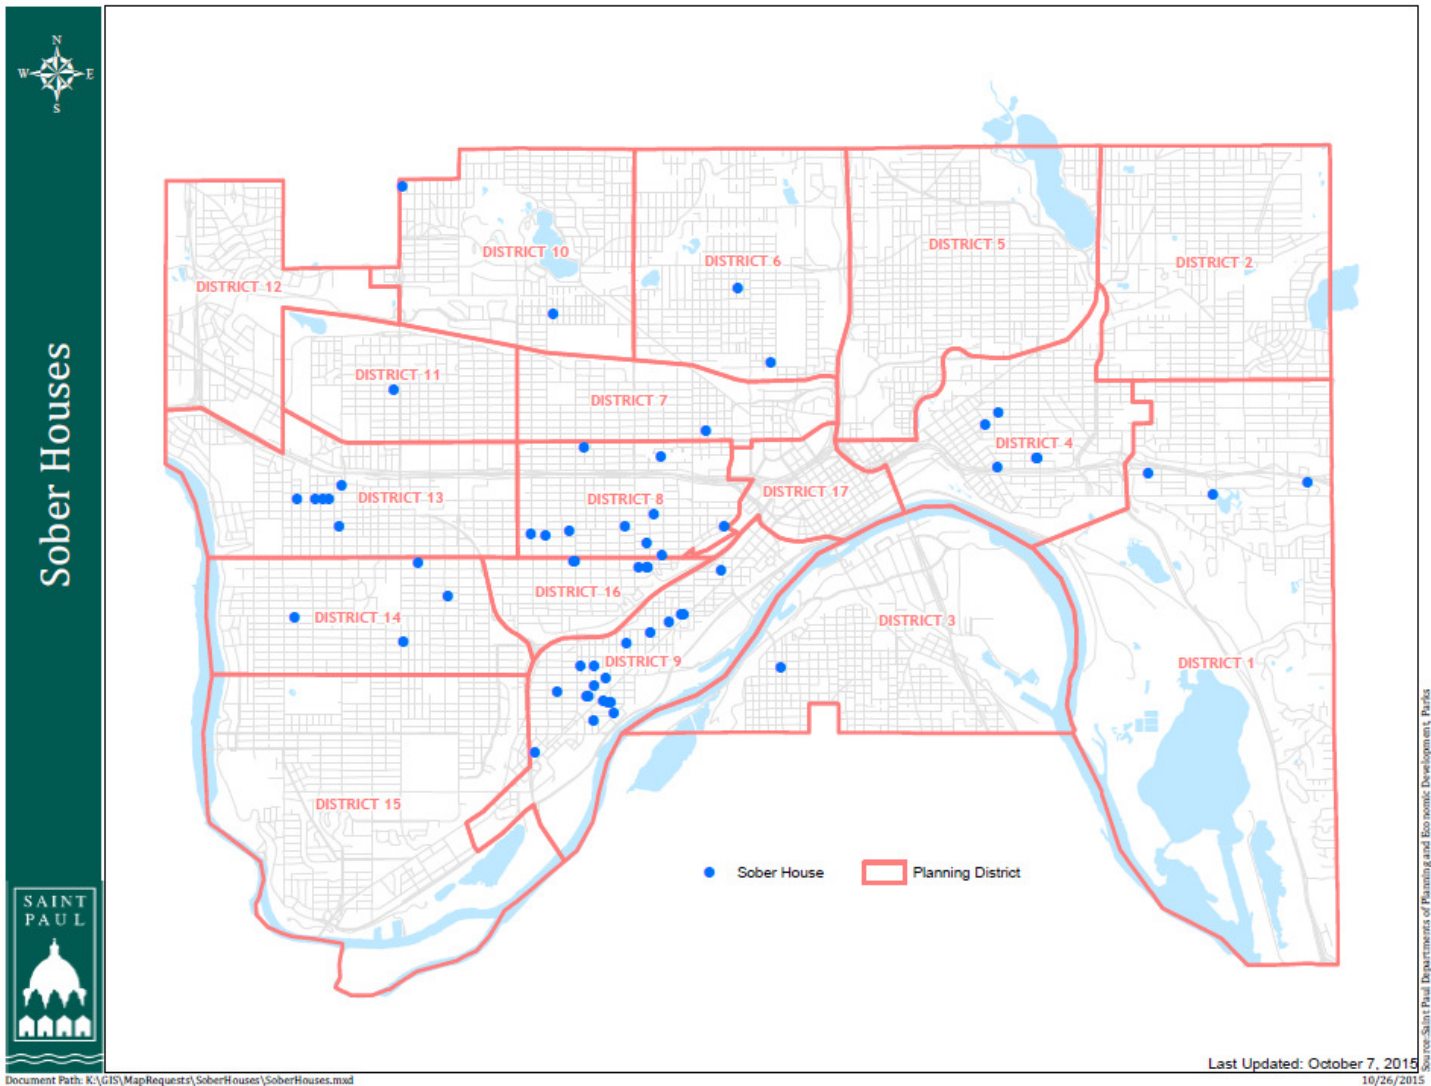 N
W E
S
Sober Houses
SAINT
PAUL
DISTRICT 10
DISTRICT 6
DISTRICT 5
DISTRICT 2
DISTRICT 12
DISTRICT 11
DISTRICT 7
DISTRICT 4
DISTRICT 13
DISTRICT 8
DISTRICT 17
DISTRICT 16
DISTRICT 14
DISTRICT 3
DISTRICT 9
DISTRICT 1
DISTRICT 15
Sober House
Planning District
Last Updated: October 7, 2015
Source:Saint Paul Departments of Planning and Economic Development, Parks
Document Path: K:\GIS\MapRequests\SoberHouses\SoberHouses.mxd
10/26/2015